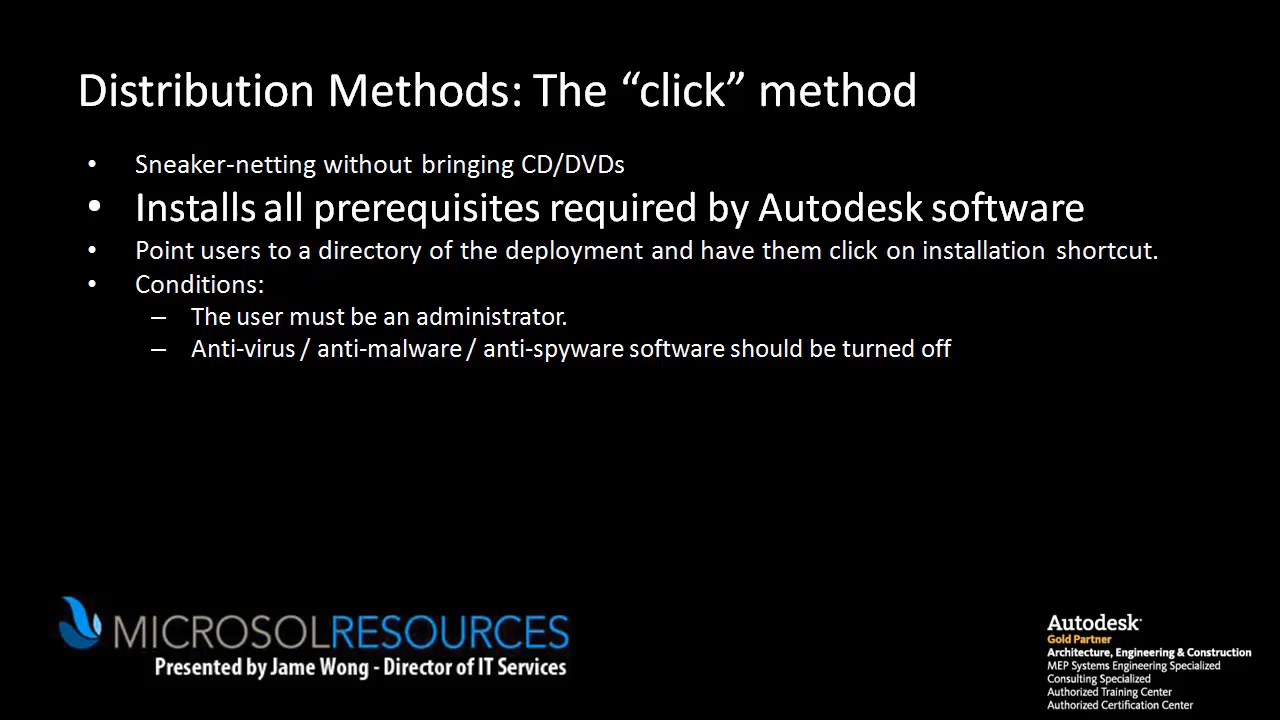 Distribution Methods: The “click” method
• Sneaker-netting without bringing CD/DVDs
• Installs all prerequisites required by Autodesk software
• Point users to a directory of the deployment and have them click on installation shortcut.
• Conditions:
– The user must be an administrator.
– Anti-virus / anti-malware / anti-spyware software should be turned off
MICROSOLRESOURCES
Presented by Jame Wong - Director of IT Services
Autodesk®
Gold Partner
Architecture, Engineering & Construction
MEP Systems Engineering Specialized
Consulting Specialized
Authorized Training Center
Authorized Certification Center